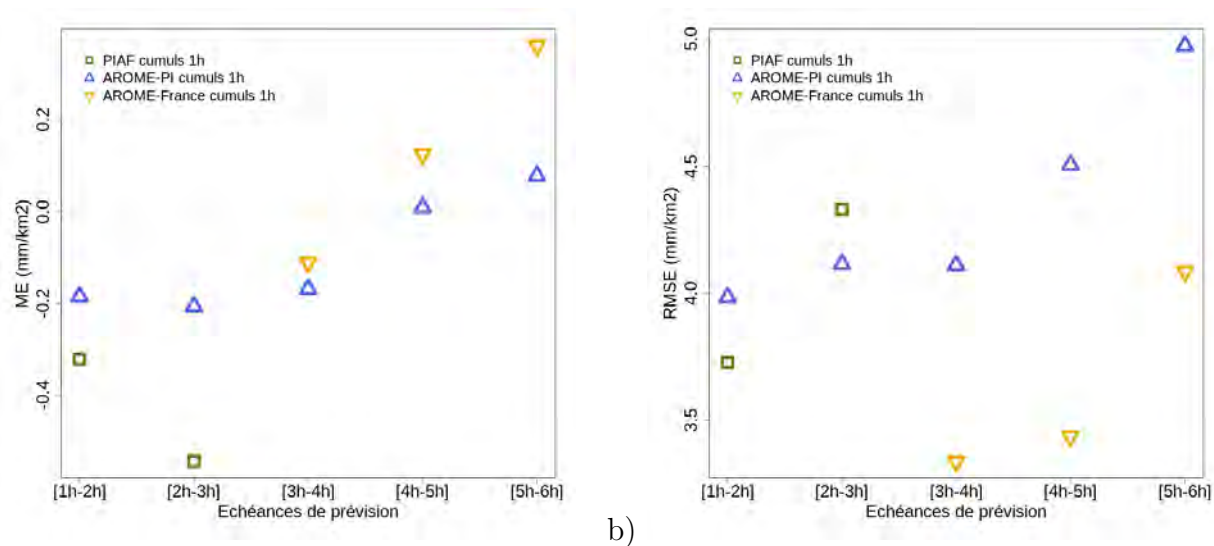 PIAF cumuls 1h
AROME-PI cumuls 1h
AROME-France cumuls 1h
ME (mm/km2)
0.2
0.0
-0.2
-0.4
[1h-2h] [2h-3h] [3h-4h] [4h-5h] [5h-6h]
Echéances de prévision
b)
PIAF cumuls 1h
AROME-PI cumuls 1h
AROME-France cumuls 1h
RMSE (mm/km2)
5.0
4.5
4.0
3.5
[1h-2h] [2h-3h] [3h-4h] [4h-5h] [5h-6h]
Echéances de prévision